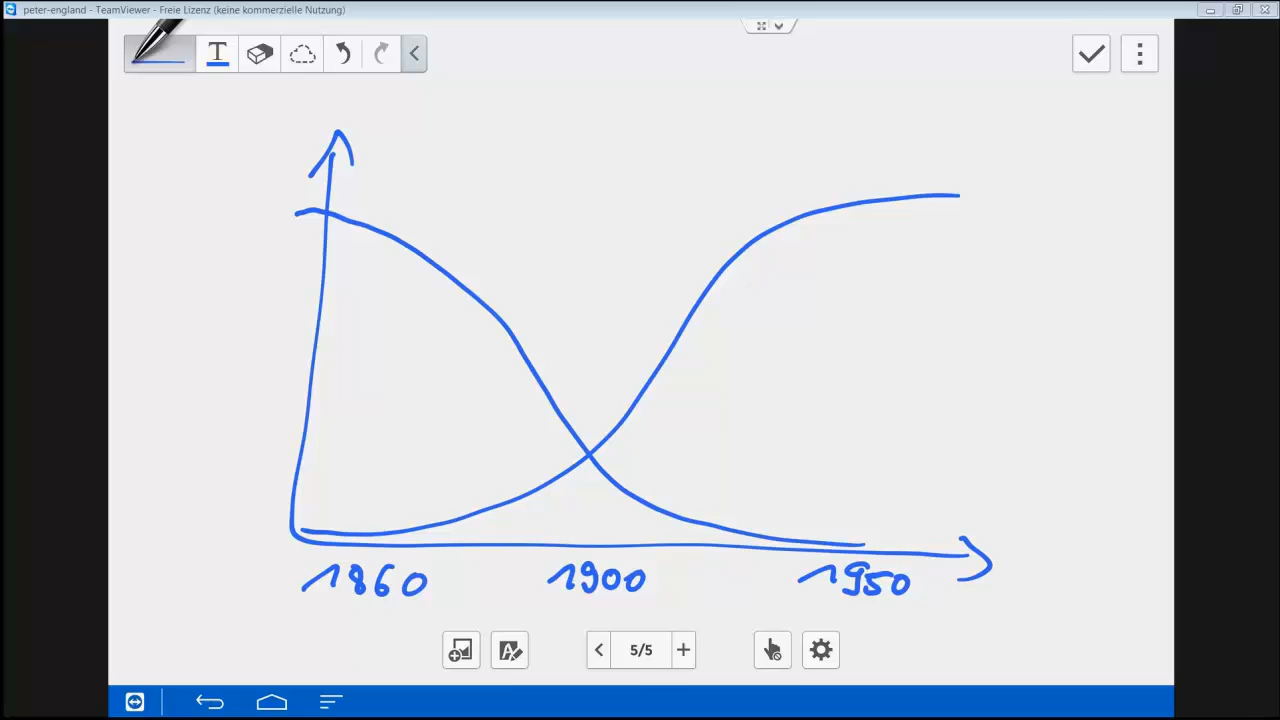 peter-england - TeamViewer - Freie Lizenz (keine kommerzielle Nutzung)
T
1860 1900 1950
A
5/5